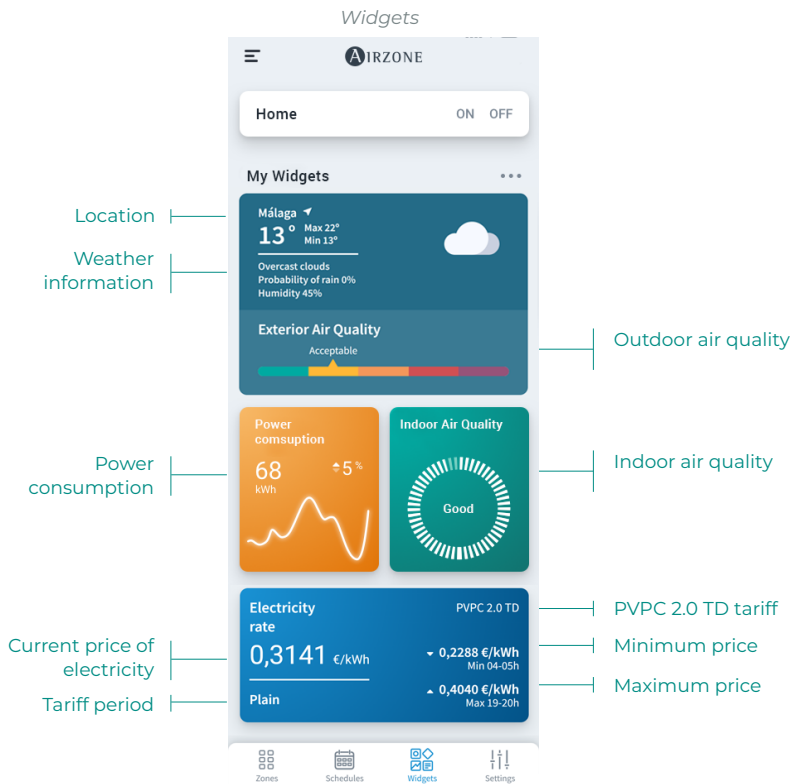 Widgets
AIRZONE
Home ON OFF
My Widgets
Location
Málaga
13° Max 22º
Min 13º
Weather
information
Overcast clouds
Probability of rain 0%
Humidity 45%
Exterior Air Quality
Acceptable
Outdoor air quality
Power
comsuption
68
kWh
5 %
Power
consumption
Indoor Air Quality
Good
Indoor air quality
Electricity
rate
PVPC 2.0 TD
PVPC 2.0 TD tariff
0,3141 €/kWh
Current price of
electricity
0,2288 €/kWh
Min 04-05h
Minimum price
Plain
Tariff period
0,4040 €/kWh
Max 19-20h
Maximum price
Zones Schedules Widgets Settings